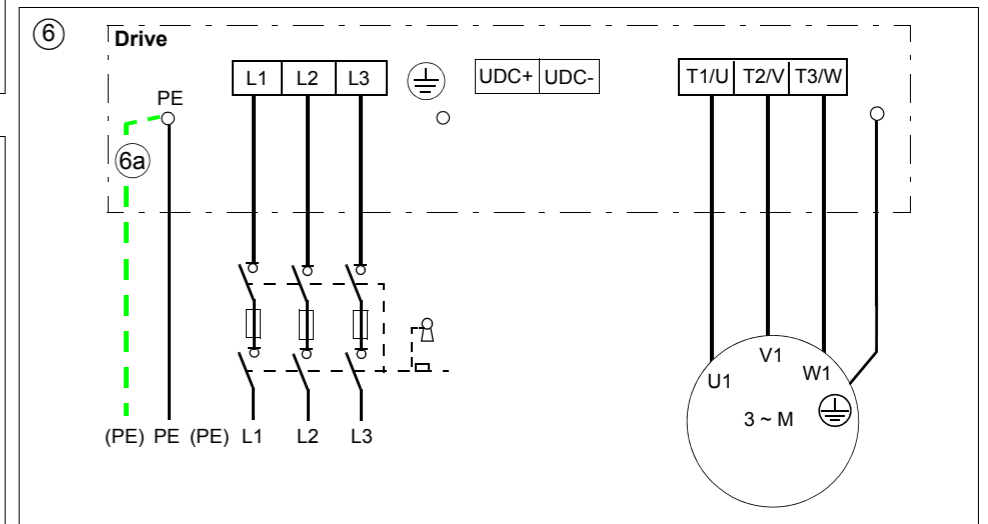 6
Drive
L1 L2 L3
UDC+ UDC-
T1/U T2/V T3/W
PE
6a
V1
U1
W1
3 ~ M
(PE) PE (PE) L1 L2 L3